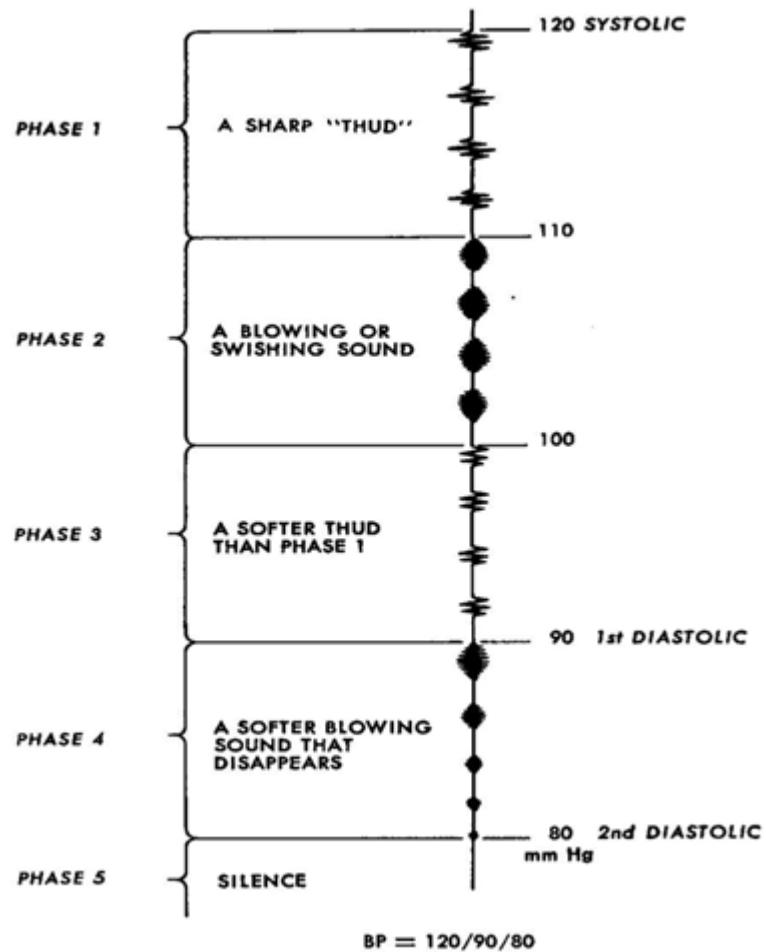 120 SYSTOLIC
PHASE 1
A SHARP "THUD"
110
PHASE 2
A BLOWING OR
SWISHING SOUND
100
PHASE 3
A SOFTER THUD
THAN PHASE 1
90 1st DIASTOLIC
PHASE 4
A SOFTER BLOWING
SOUND THAT
DISAPPEARS
80 2nd DIASTOLIC
mm Hg
PHASE 5
SILENCE
BP = 120/90/80